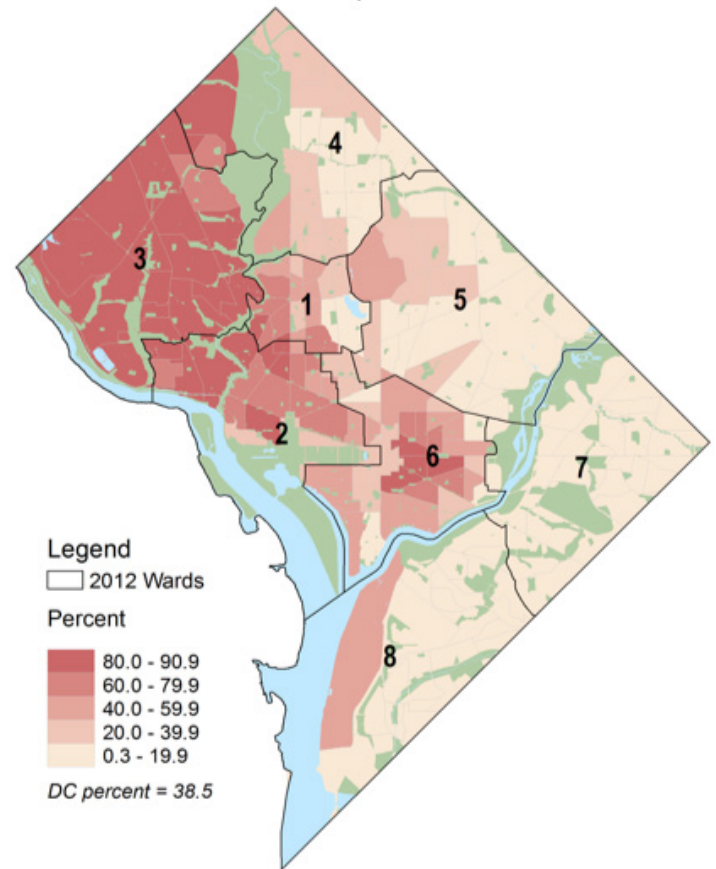 4
3
1
5
2
6
7
8
Legend
2012 Wards
Percent
80.0 - 90.9
60.0 - 79.9
40.0 - 59.9
20.0 - 39.9
0.3 - 19.9
DC percent = 38.5